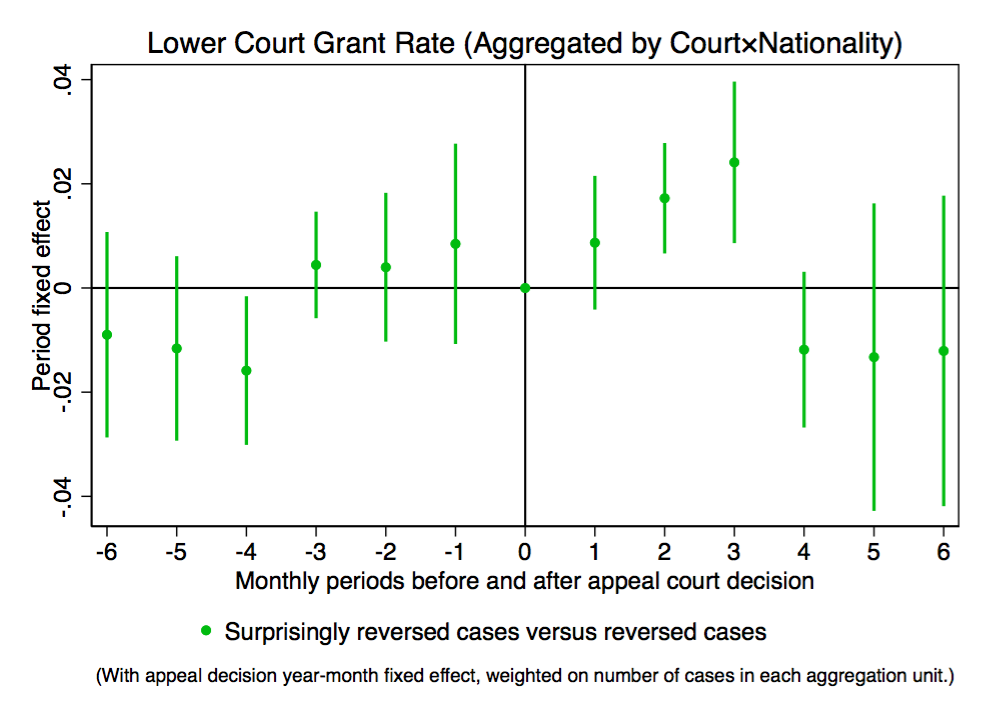 Lower Court Grant Rate (Aggregated by Court×Nationality)
Period fixed effect
.04
.02
0
-.02
-.04
-6 -5 -4 -3 -2 -1 0 1 2 3 4 5 6
Monthly periods before and after appeal court decision
Surprisingly reversed cases versus reversed cases
(With appeal decision year-month fixed effect, weighted on number of cases in each aggregation unit.)